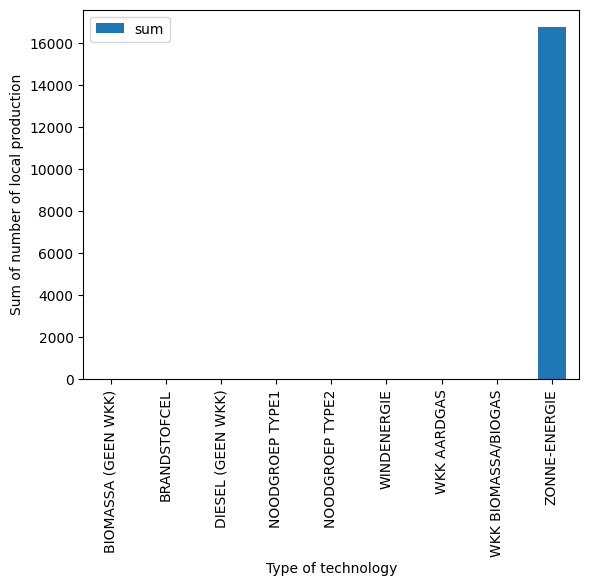 sum
Sum of number of local production
16000
14000
12000
10000
8000
6000
4000
2000
0
BIOMASSA (GEEN WKK)
BRANDSTOFCEL
DIESEL (GEEN WKK)
NOODGROEP TYPE1
NOODGROEP TYPE2
WINDENERGIE
WKK AARDGAS
WKK BIOMASSA/BIOGAS
ZONNE-ENERGIE
Type of technology